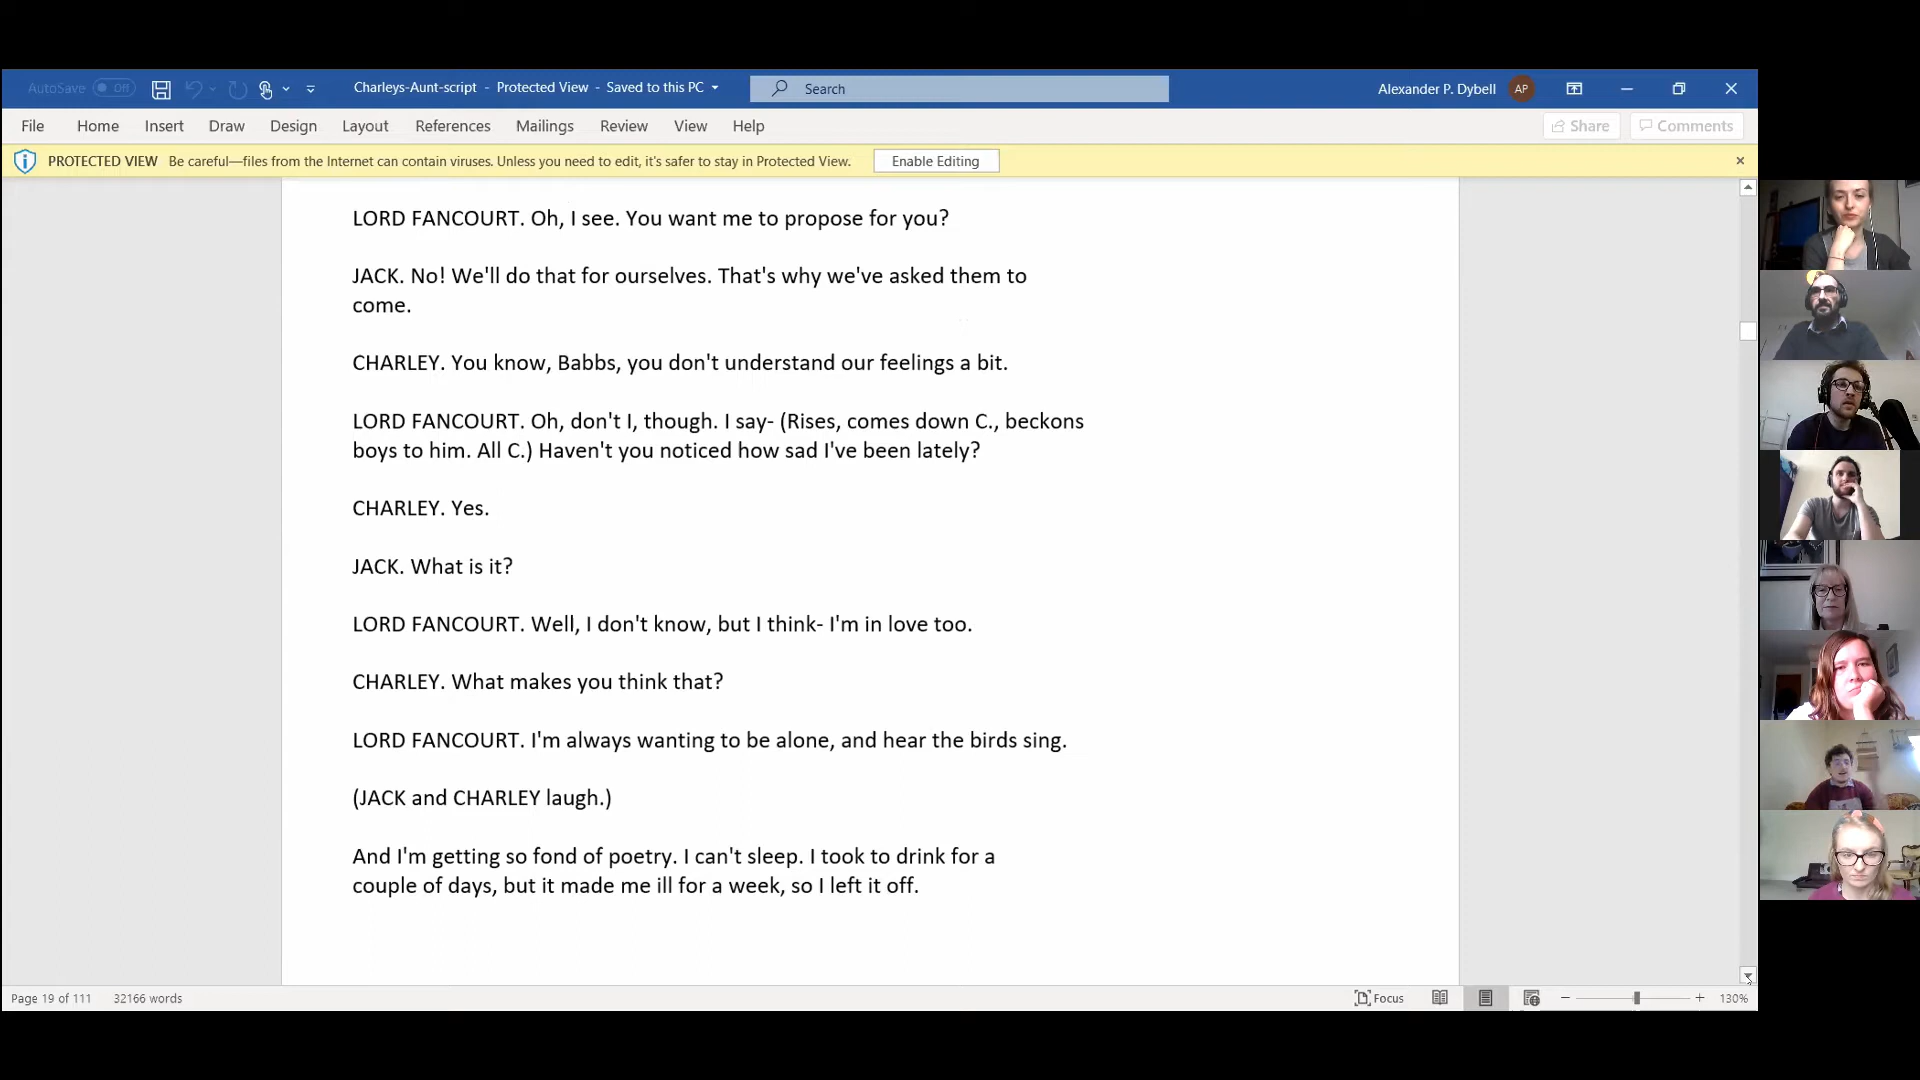 AutoSave Off Charleys-Aunt-script - Protected View - Saved to this PC Search Alexander P. Dybell AP
File Home Insert Draw Design Layout References Mailings Review View Help Share Comments
PROTECTED VIEW Be careful—files from the Internet can contain viruses. Unless you need to edit, it's safer to stay in Protected View. Enable Editing
LORD FANCOURT. Oh, I see. You want me to propose for you?
JACK. No! We'll do that for ourselves. That's why we've asked them to
come.
CHARLEY. You know, Babbs, you don't understand our feelings a bit.
LORD FANCOURT. Oh, don't I, though. I say- (Rises, comes down C., beckons
boys to him. All C.) Haven't you noticed how sad I've been lately?
CHARLEY. Yes.
JACK. What is it?
LORD FANCOURT. Well, I don't know, but I think- I'm in love too.
CHARLEY. What makes you think that?
LORD FANCOURT. I'm always wanting to be alone, and hear the birds sing.
(JACK and CHARLEY laugh.)
And I'm getting so fond of poetry. I can't sleep. I took to drink for a
couple of days, but it made me ill for a week, so I left it off.
Page 19 of 111 32166 words Focus 130%